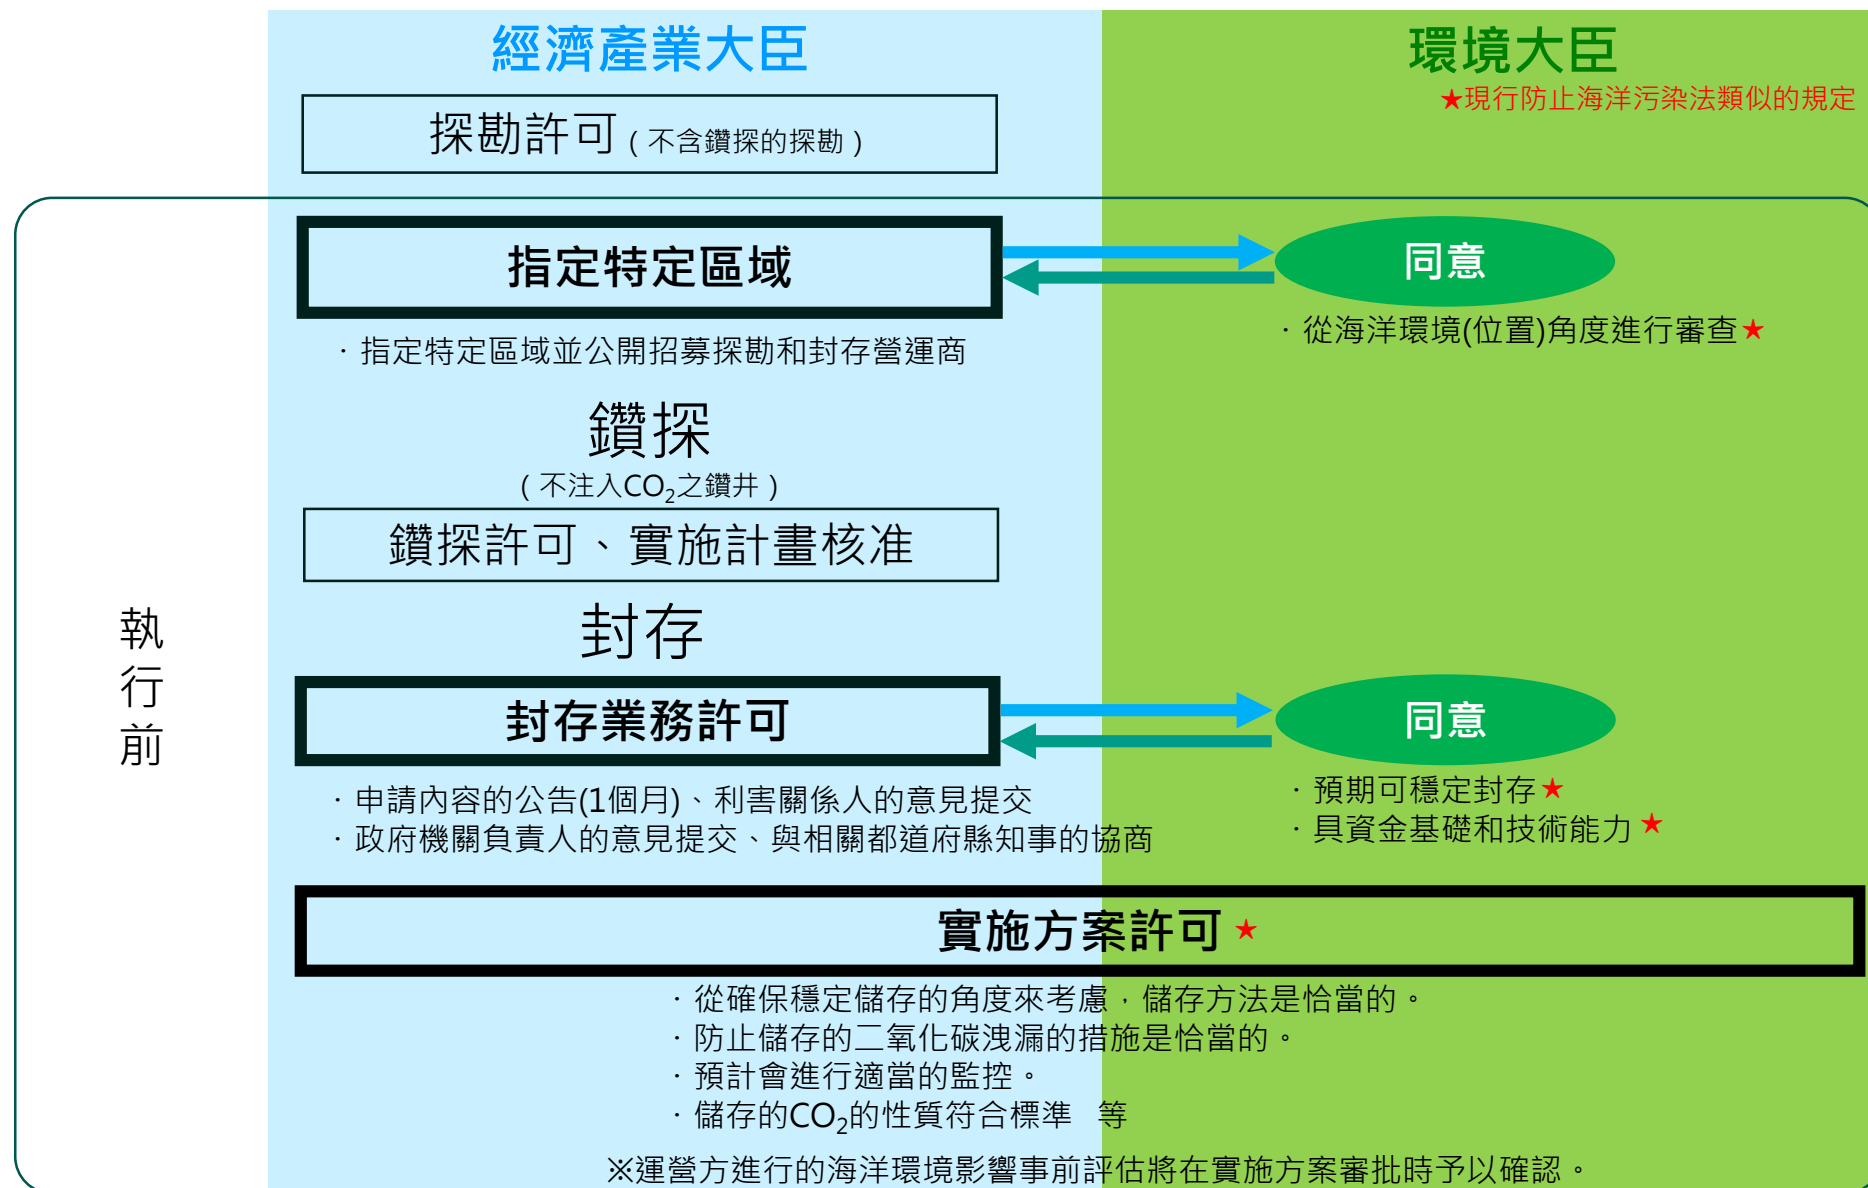 經濟產業大臣
環境大臣
★現行防止海洋污染法類似的規定
探勘許可(不含鑽探的探勘)
指定特定區域
同意
．指定特定區域並公開招募探勘和封存營運商
．從海洋環境(位置)角度進行審查★
鑽探
(不注入CO₂之鑽井)
鑽探許可、實施計畫核准
執行前
封存
封存業務許可
同意
．申請內容的公告(1個月)、利害關係人的意見提交
．政府機關負責人的意見提交、與相關都道府縣知事的協商
．預期可穩定封存★
．具資金基礎和技術能力★
實施方案許可★
．從確保穩定儲存的角度來考慮，儲存方法是恰當的。
．防止儲存的二氧化碳洩漏的措施是恰當的。
．預計會進行適當的監控。
．儲存的CO₂的性質符合標準 等
※運營方進行的海洋環境影響事前評估將在實施方案審批時予以確認。